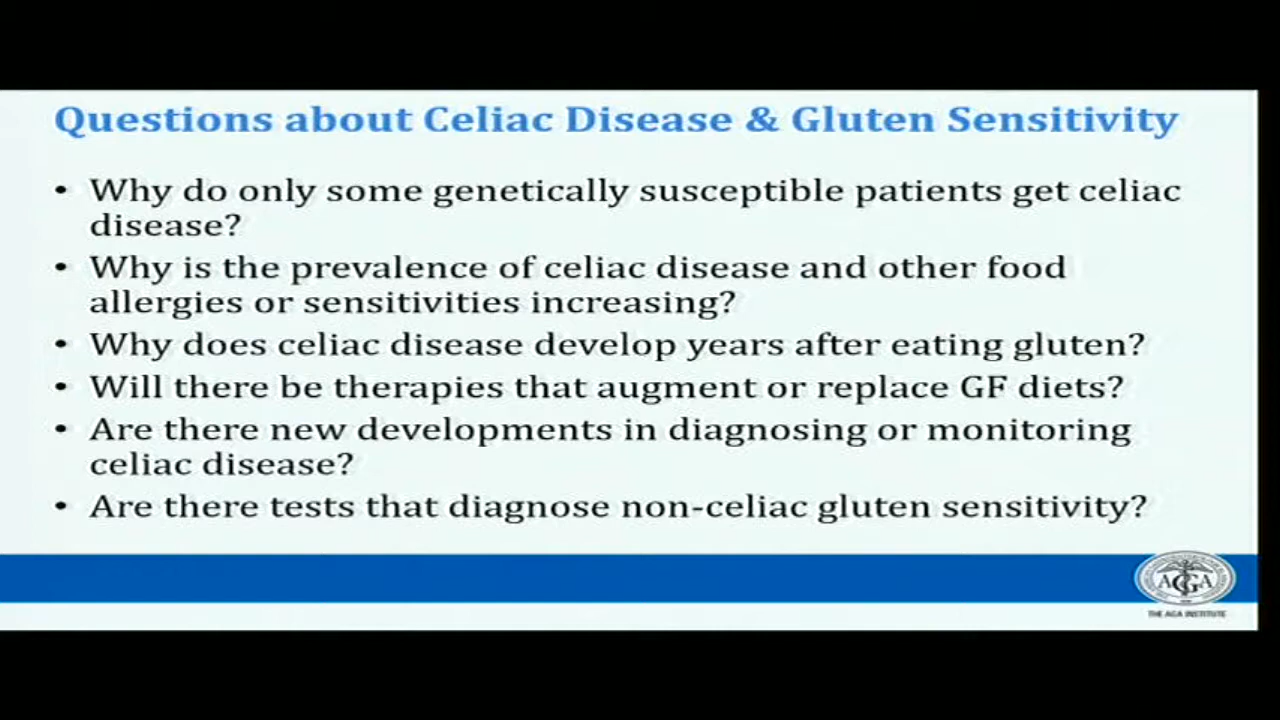 Questions about Celiac Disease & Gluten Sensitivity
• Why do only some genetically susceptible patients get celiac
disease?
• Why is the prevalence of celiac disease and other food
allergies or sensitivities increasing?
• Why does celiac disease develop years after eating gluten?
• Will there be therapies that augment or replace GF diets?
• Are there new developments in diagnosing or monitoring
celiac disease?
• Are there tests that diagnose non-celiac gluten sensitivity?
AGA
THE AGA INSTITUTE